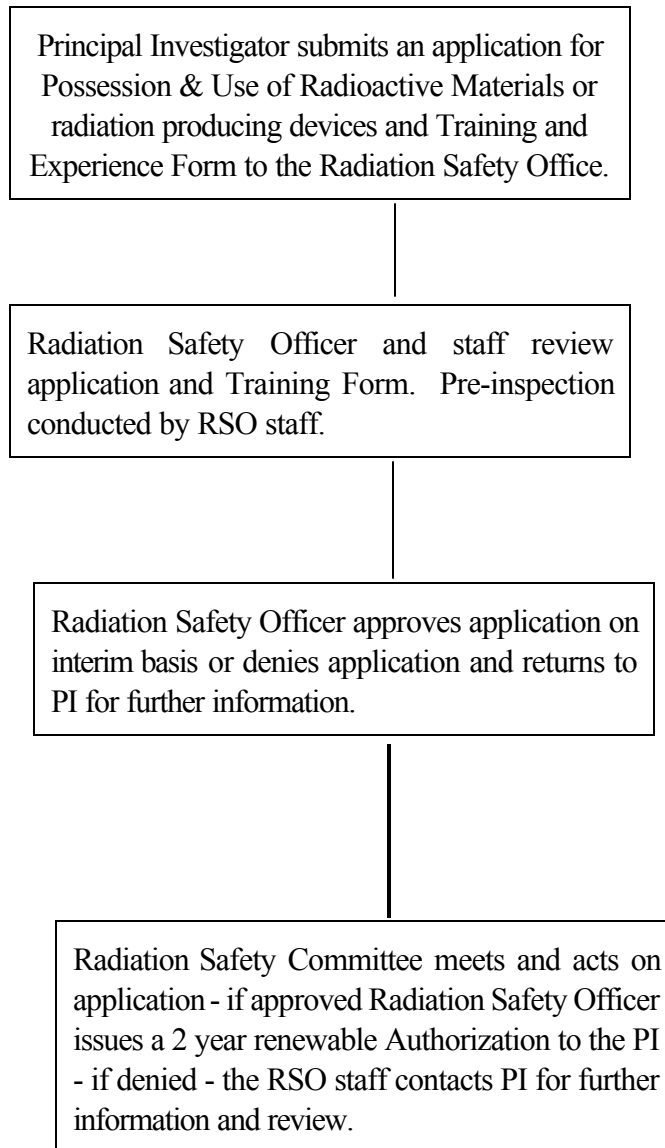 Principal Investigator submits an application for
Possession & Use of Radioactive Materials or
radiation producing devices and Training and
Experience Form to the Radiation Safety Office.
Radiation Safety Officer and staff review
application and Training Form. Pre-inspection
conducted by RSO staff.
Radiation Safety Officer approves application on
interim basis or denies application and returns to
PI for further information.
Radiation Safety Committee meets and acts on
application - if approved Radiation Safety Officer
issues a 2 year renewable Authorization to the PI
- if denied - the RSO staff contacts PI for further
information and review.